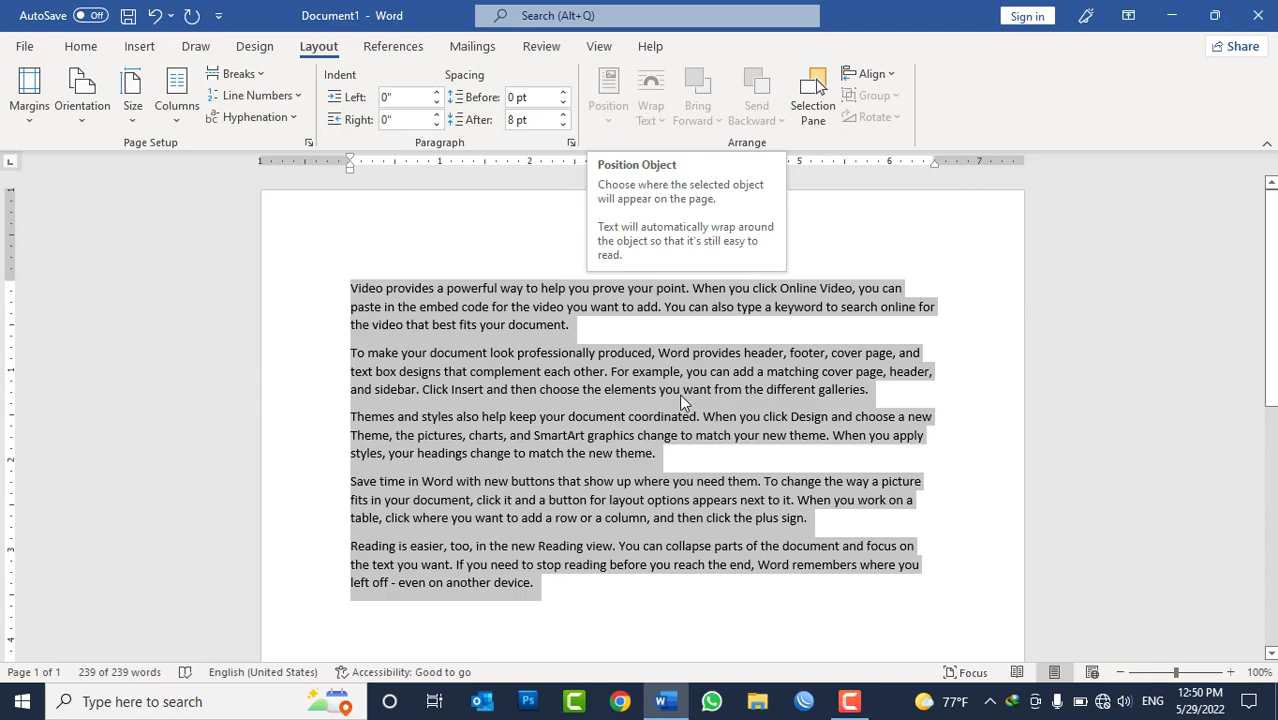 AutoSave Off
Document1 - Word
Search (Alt+Q)
Sign in
File Home Insert Draw Design Layout References Mailings Review View Help
Share
Margins
Orientation
Size
Columns
Breaks
Line Numbers
Hyphenation
Page Setup
Indent
Left: 0"
Right: 0"
Spacing
Before: 0 pt
After: 8 pt
Paragraph
Position
Wrap Text
Bring Forward
Send Backward
Selection Pane
Align
Group
Rotate
Arrange
1 1 2 5 6 7
Position Object
Choose where the selected object
will appear on the page.
Text will automatically wrap around
the object so that it's still easy to
read.
Video provides a powerful way to help you prove your point. When you click Online Video, you can
paste in the embed code for the video you want to add. You can also type a keyword to search online for
the video that best fits your document.
To make your document look professionally produced, Word provides header, footer, cover page, and
text box designs that complement each other. For example, you can add a matching cover page, header,
and sidebar. Click Insert and then choose the elements you want from the different galleries.
Themes and styles also help keep your document coordinated. When you click Design and choose a new
Theme, the pictures, charts, and SmartArt graphics change to match your new theme. When you apply
styles, your headings change to match the new theme.
Save time in Word with new buttons that show up where you need them. To change the way a picture
fits in your document, click it and a button for layout options appears next to it. When you work on a
table, click where you want to add a row or a column, and then click the plus sign.
Reading is easier, too, in the new Reading view. You can collapse parts of the document and focus on
the text you want. If you need to stop reading before you reach the end, Word remembers where you
left off - even on another device.
1
1
2
3
4
Page 1 of 1 239 of 239 words English (United States) Accessibility: Good to go Focus 100%
Type here to search
77°F
ENG
12:50 PM
5/29/2022